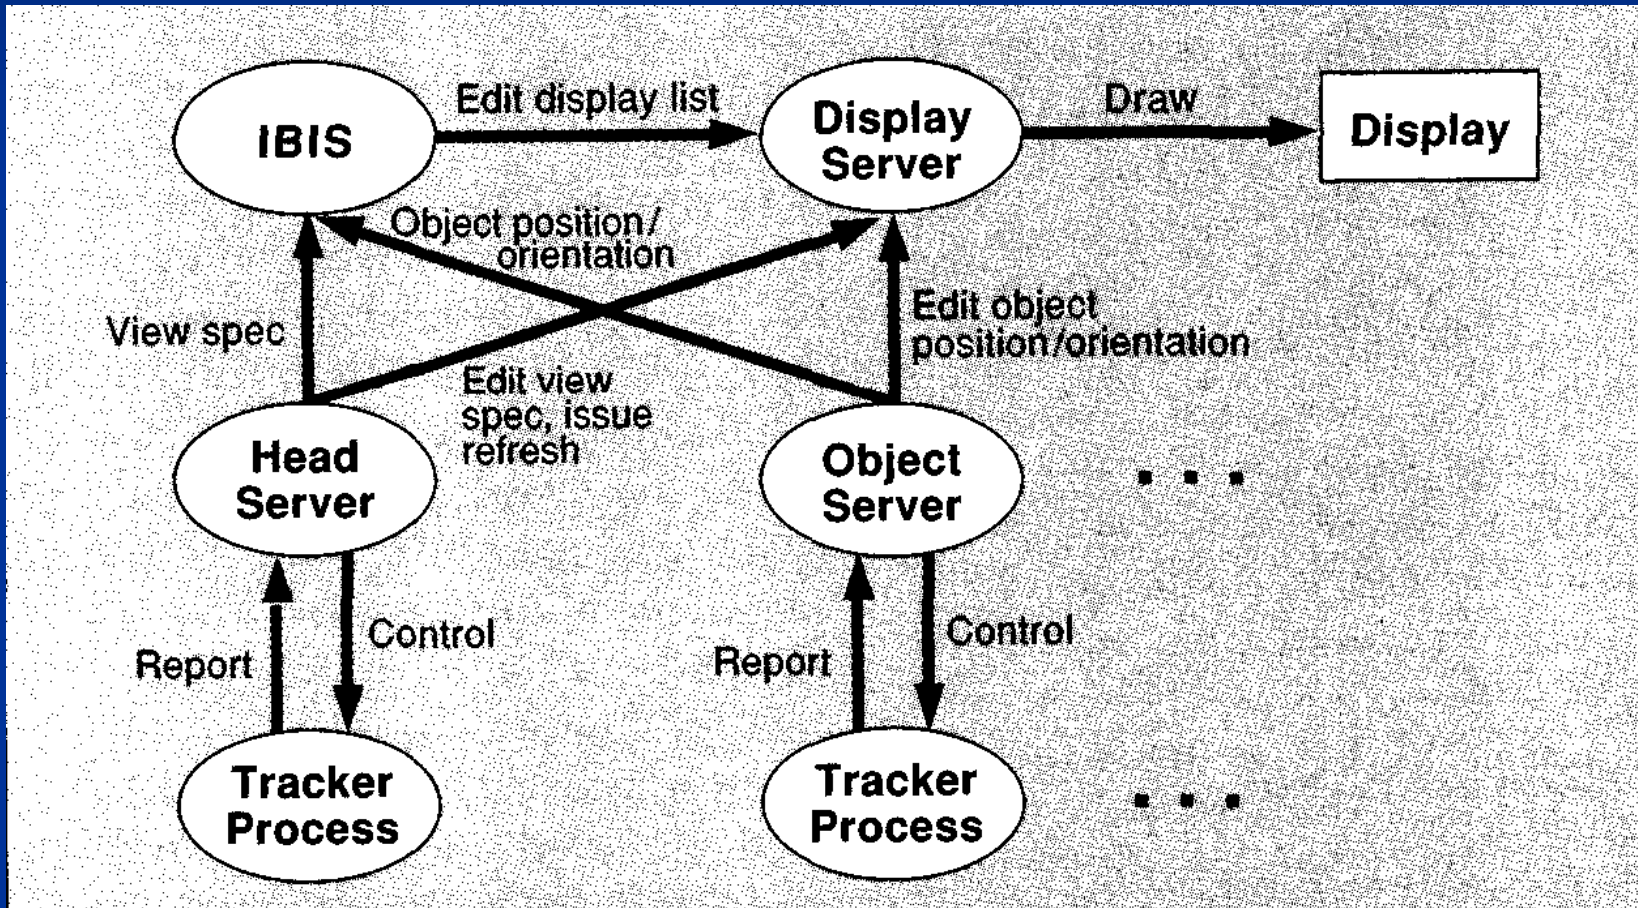 IBIS
Edit display list
Display
Server
Draw
Display
Object position/
orientation
View spec
Edit object
position/orientation
Edit view
spec, issue
refresh
Head
Server
Object
Server
. . .
Report
Control
Report
Control
Tracker
Process
Tracker
Process
. . .